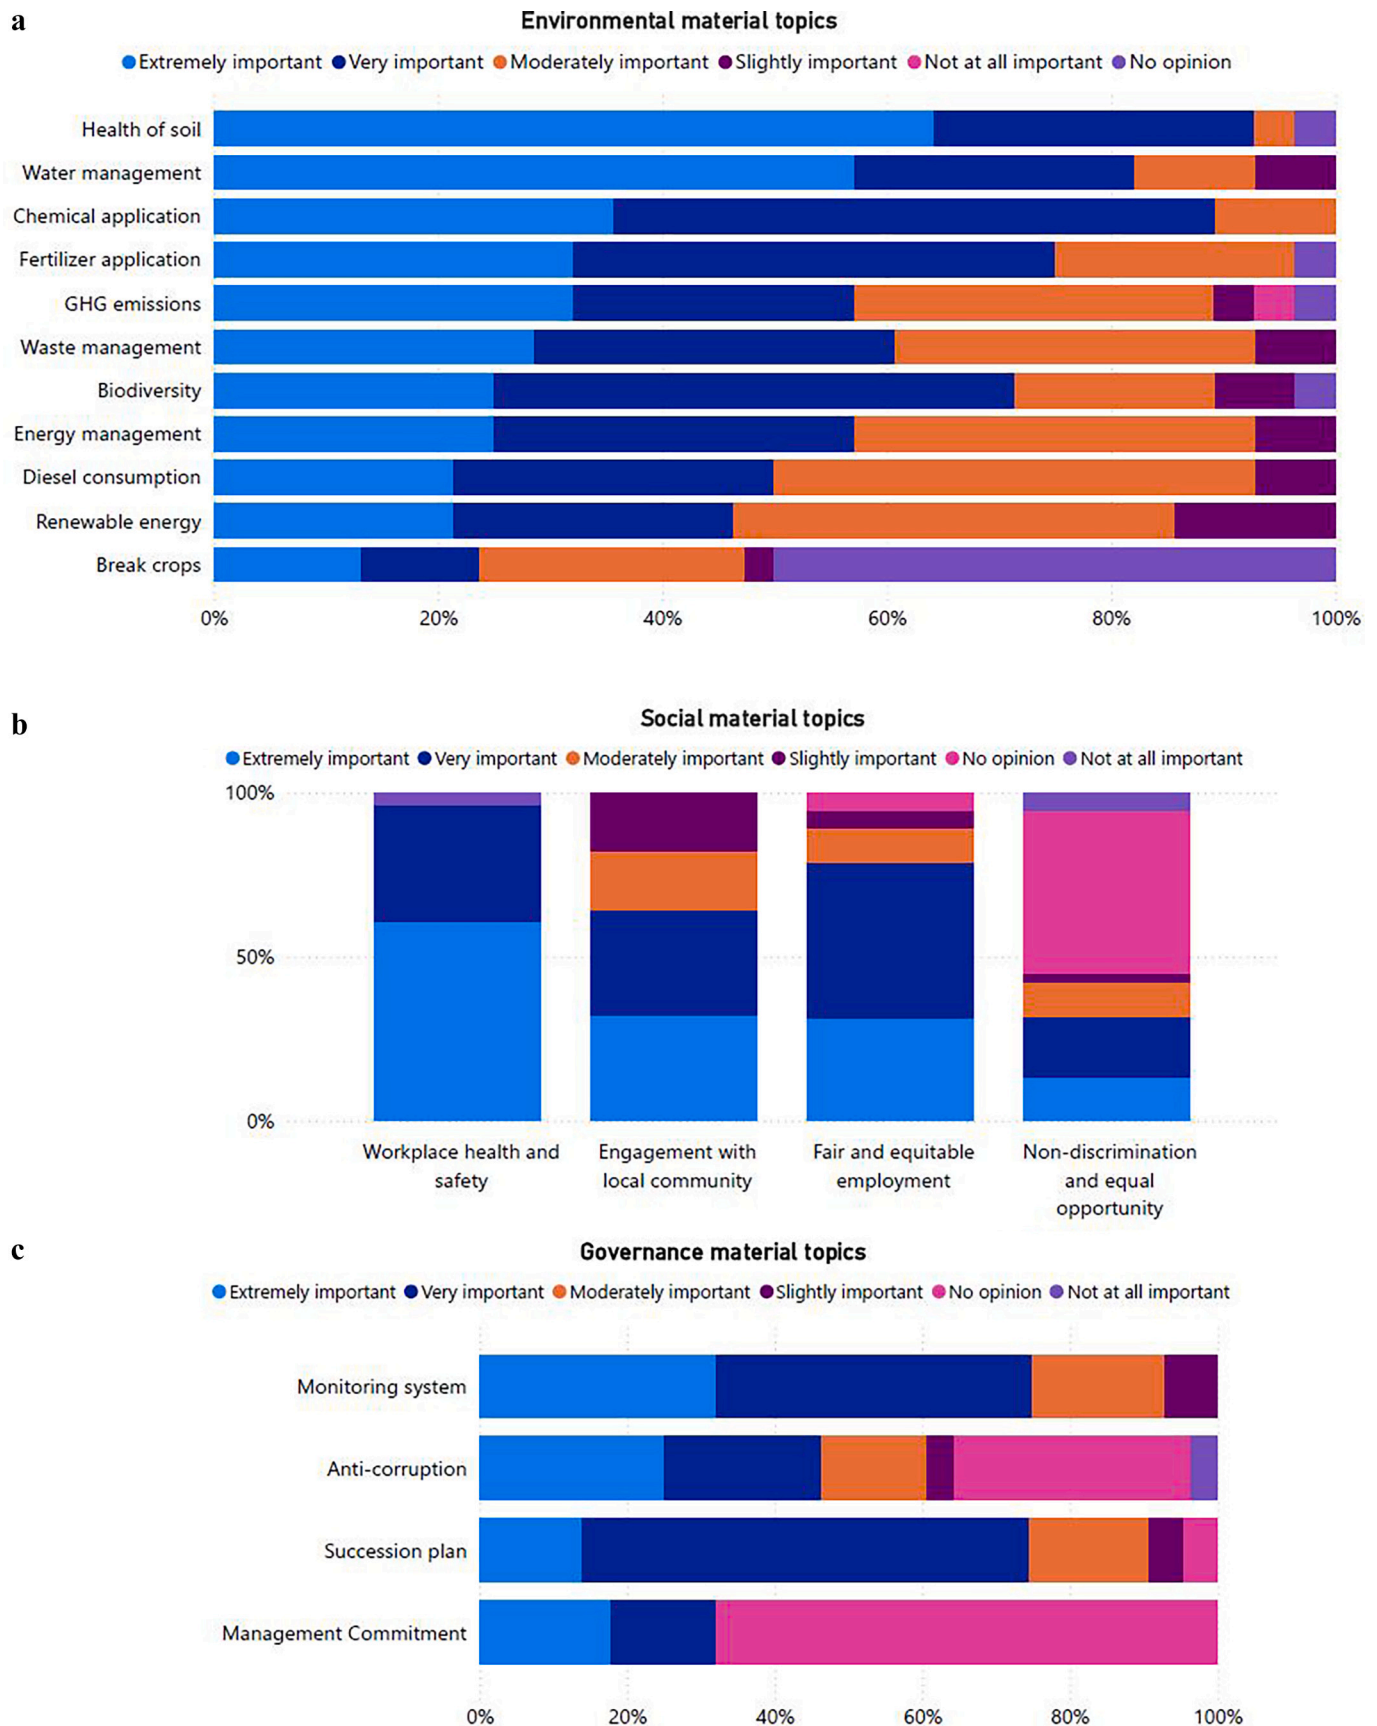 a
Environmental material topics
Extremely important Very important Moderately important Slightly important Not at all important No opinion
Health of soil
Water management
Chemical application
Fertilizer application
GHG emissions
Waste management
Biodiversity
Energy management
Diesel consumption
Renewable energy
Break crops
0% 20% 40% 60% 80% 100%
b
Social material topics
Extremely important Very important Moderately important Slightly important No opinion Not at all important
100%
50%
0%
Workplace health and
safety
Engagement with
local community
Fair and equitable
employment
Non-discrimination
and equal
opportunity
c
Governance material topics
Extremely important Very important Moderately important Slightly important No opinion Not at all important
Monitoring system
Anti-corruption
Succession plan
Management Commitment
0% 20% 40% 60% 80% 100%